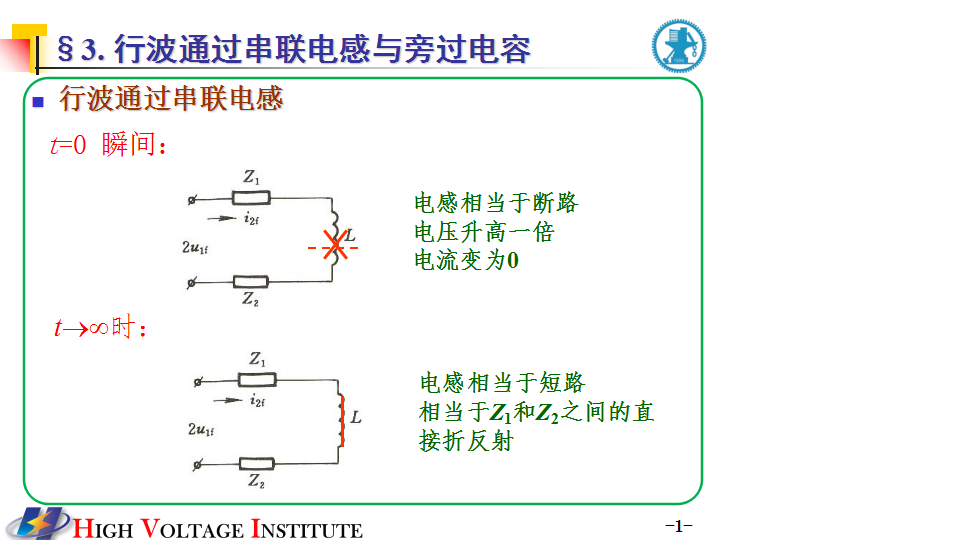 §3. 行波通过串联电感与旁过电容
■ 行波通过串联电感
t=0 瞬间：
Z₁
i₂f
L
2u₁f
Z₂
电感相当于断路
电压升高一倍
电流变为0
t→∞时：
Z₁
i₂f
L
2u₁f
Z₂
电感相当于短路
相当于Z₁和Z₂之间的直
接折反射
HIGH VOLTAGE INSTITUTE
-1-